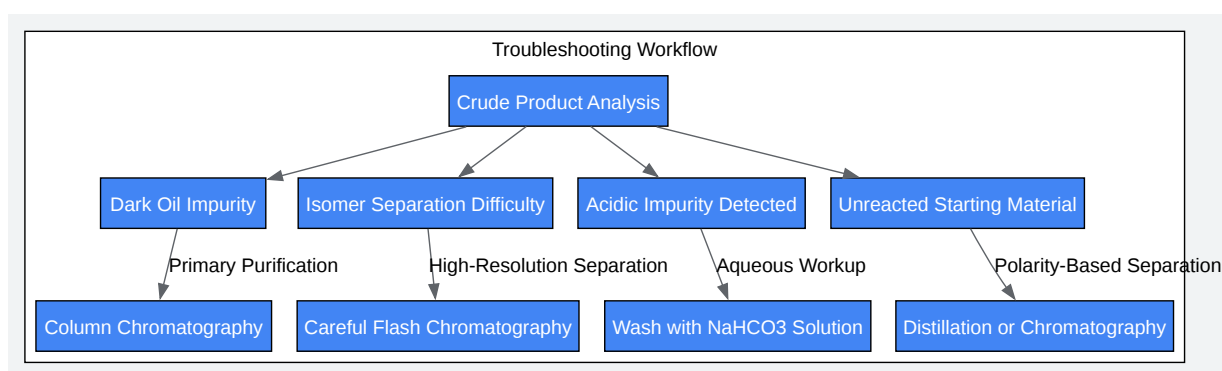 Troubleshooting Workflow
Crude Product Analysis
Dark Oil Impurity
Isomer Separation Difficulty
Acidic Impurity Detected
Unreacted Starting Material
Primary Purification
High-Resolution Separation
Aqueous Workup
Polarity-Based Separation
Column Chromatography
Careful Flash Chromatography
Wash with NaHCO3 Solution
Distillation or Chromatography